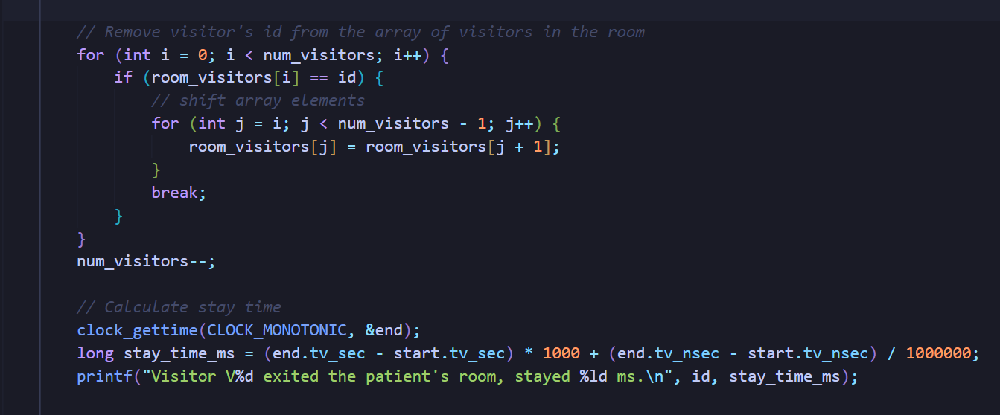 // Remove visitor's id from the array of visitors in the room
for (int i = 0; i < num_visitors; i++) {
    if (room_visitors[i] == id) {
        // shift array elements
        for (int j = i; j < num_visitors - 1; j++) {
            room_visitors[j] = room_visitors[j + 1];
        }
        break;
    }
}
num_visitors--;

// Calculate stay time
clock_gettime(CLOCK_MONOTONIC, &end);
long stay_time_ms = (end.tv_sec - start.tv_sec) * 1000 + (end.tv_nsec - start.tv_nsec) / 1000000;
printf("Visitor V%d exited the patient's room, stayed %ld ms.\n", id, stay_time_ms);